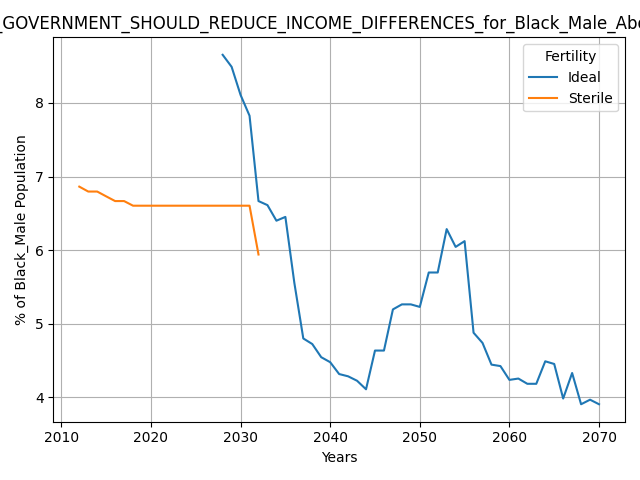 _GOVERNMENT_SHOULD_REDUCE_INCOME_DIFFERENCES_for_Black_Male_Abo
Fertility
Ideal
Sterile
8
7
6
5
4
% of Black_Male Population
2010 2020 2030 2040 2050 2060 2070
Years